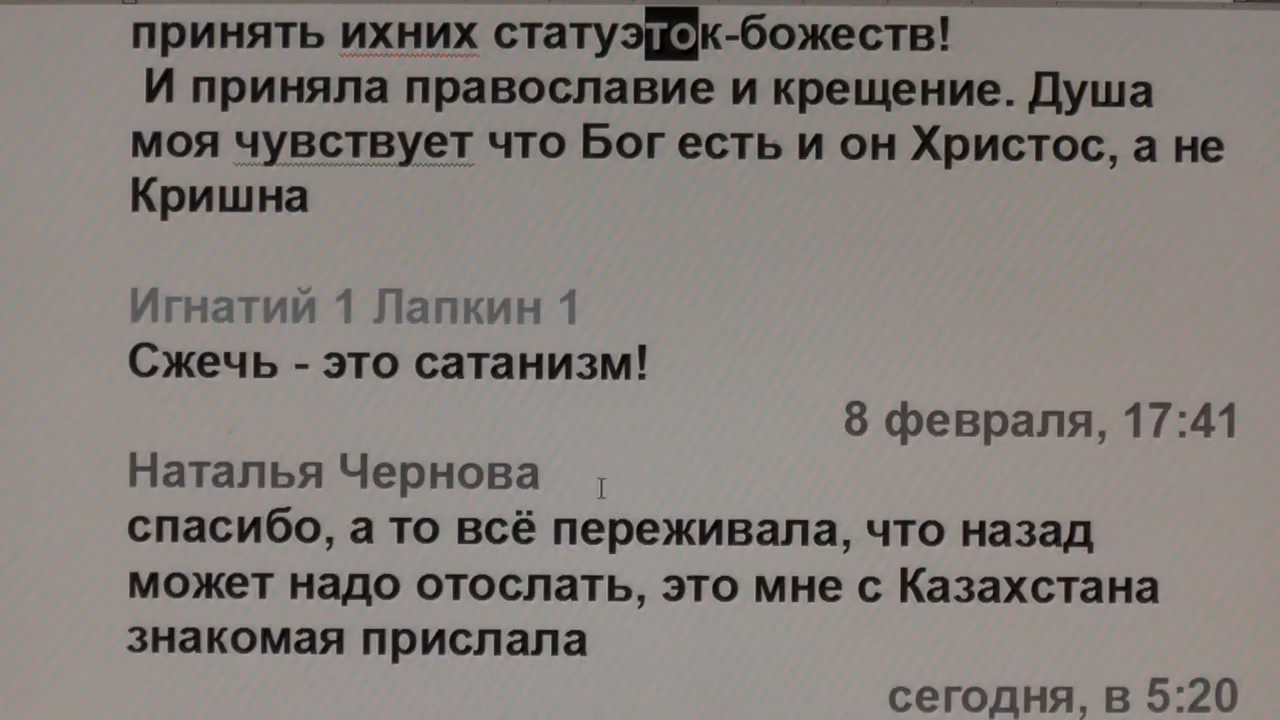 принять ихних статуэток-божеств!
И приняла православие и крещение. Душа
моя чувствует что Бог есть и он Христос, а не
Кришна
Игнатий 1 Лапкин 1
Сжечь - это сатанизм!
8 февраля, 17:41
Наталья Чернова
спасибо, а то всё переживала, что назад
может надо отослать, это мне с Казахстана
знакомая прислала
сегодня, в 5:20